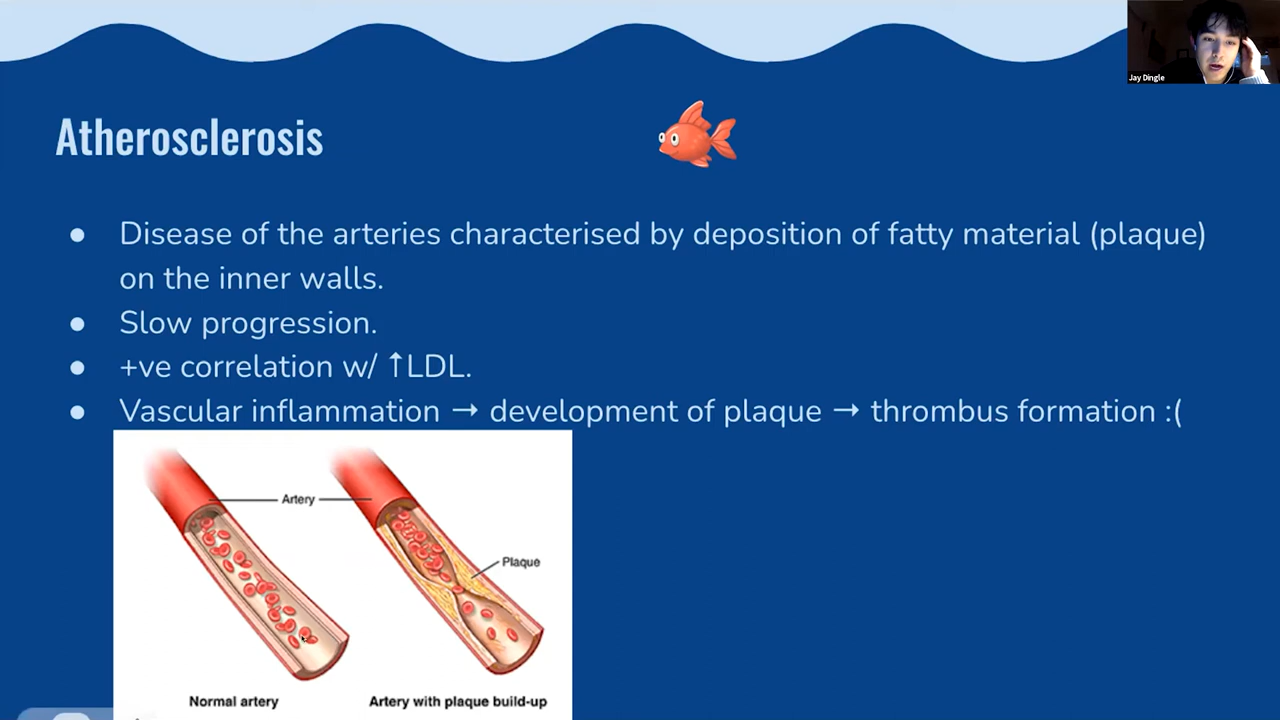 Jay Dingle
Atherosclerosis
● Disease of the arteries characterised by deposition of fatty material (plaque)
on the inner walls.
● Slow progression.
● +ve correlation w/ ↑LDL.
● Vascular inflammation → development of plaque → thrombus formation :(
Artery
Plaque
Normal artery
Artery with plaque build-up